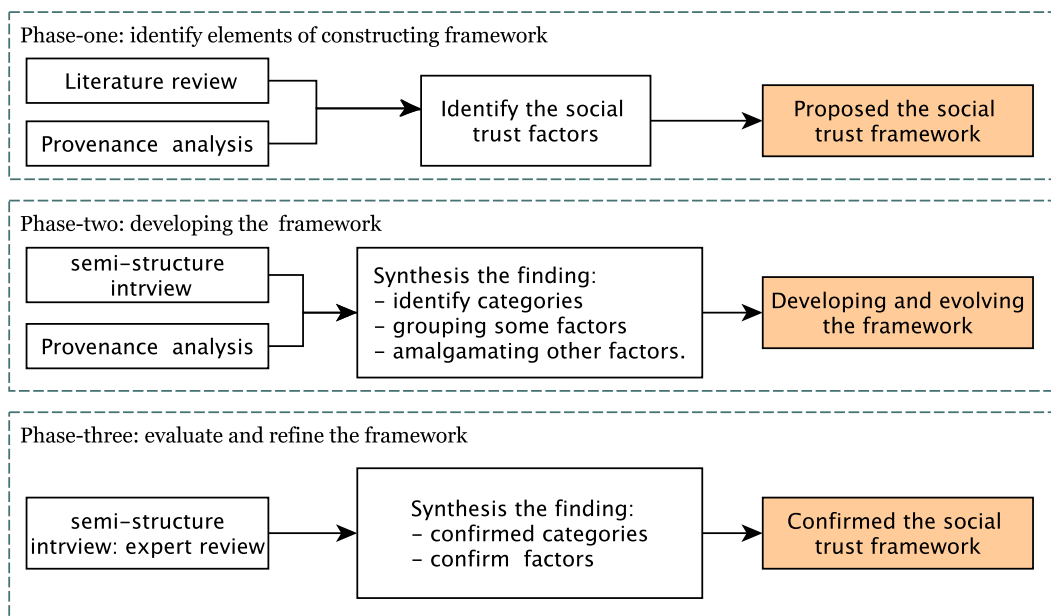 Phase-one: identify elements of constructing framework
Literature review
Provenance analysis
Identify the social
trust factors
Proposed the social
trust framework
Phase-two: developing the framework
semi-structure
intrview
Provenance analysis
Synthesis the finding:
- identify categories
- grouping some factors
- amalgamating other factors.
Developing and evolving
the framework
Phase-three: evaluate and refine the framework
semi-structure
intrview: expert review
Synthesis the finding:
- confirmed categories
- confirm factors
Confirmed the social
trust framework